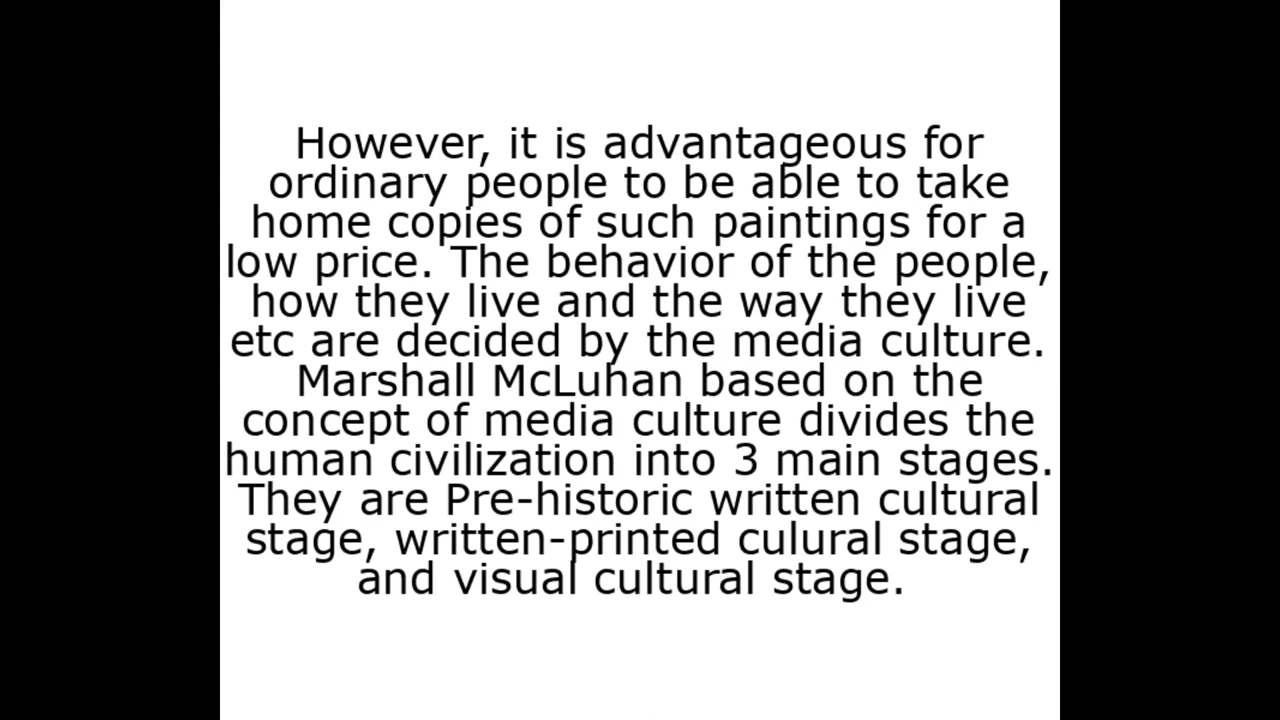 However, it is advantageous for
ordinary people to be able to take
home copies of such paintings for a
low price. The behavior of the people,
how they live and the way they live
etc are decided by the media culture.
Marshall McLuhan based on the
concept of media culture divides the
human civilization into 3 main stages.
They are Pre-historic written cultural
stage, written-printed culural stage,
and visual cultural stage.